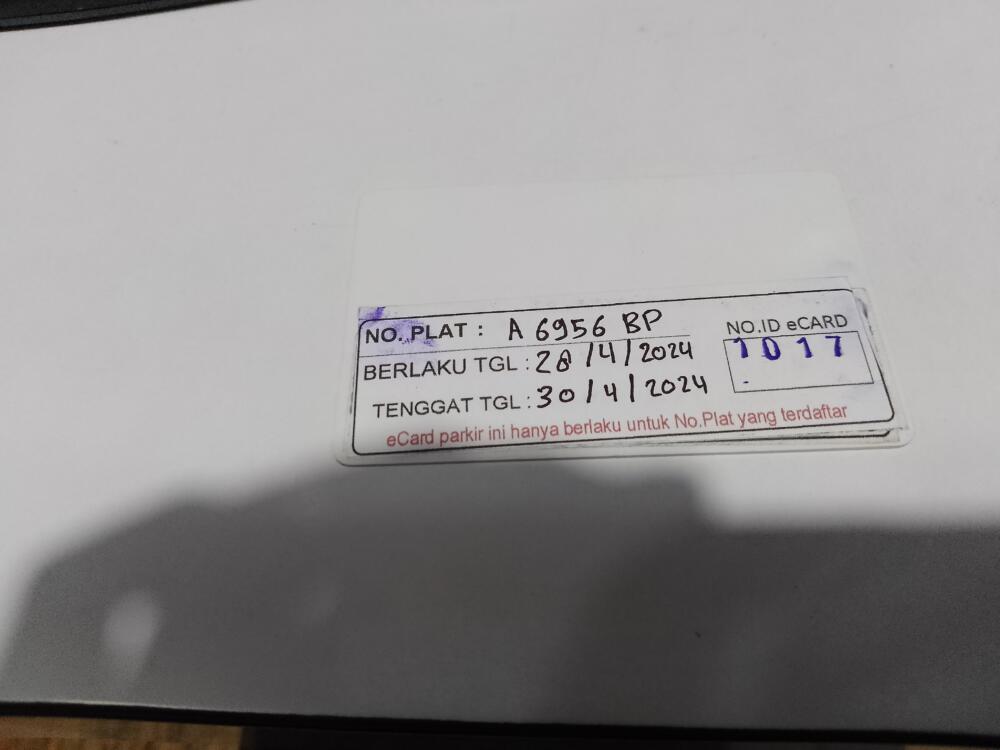 NO. PLAT : A 6956 BP
NO.ID eCARD
1017
BERLAKU TGL : 28/4/2024
TENGGAT TGL : 30/4/2024
eCard parkir ini hanya berlaku untuk No.Plat yang terdaftar